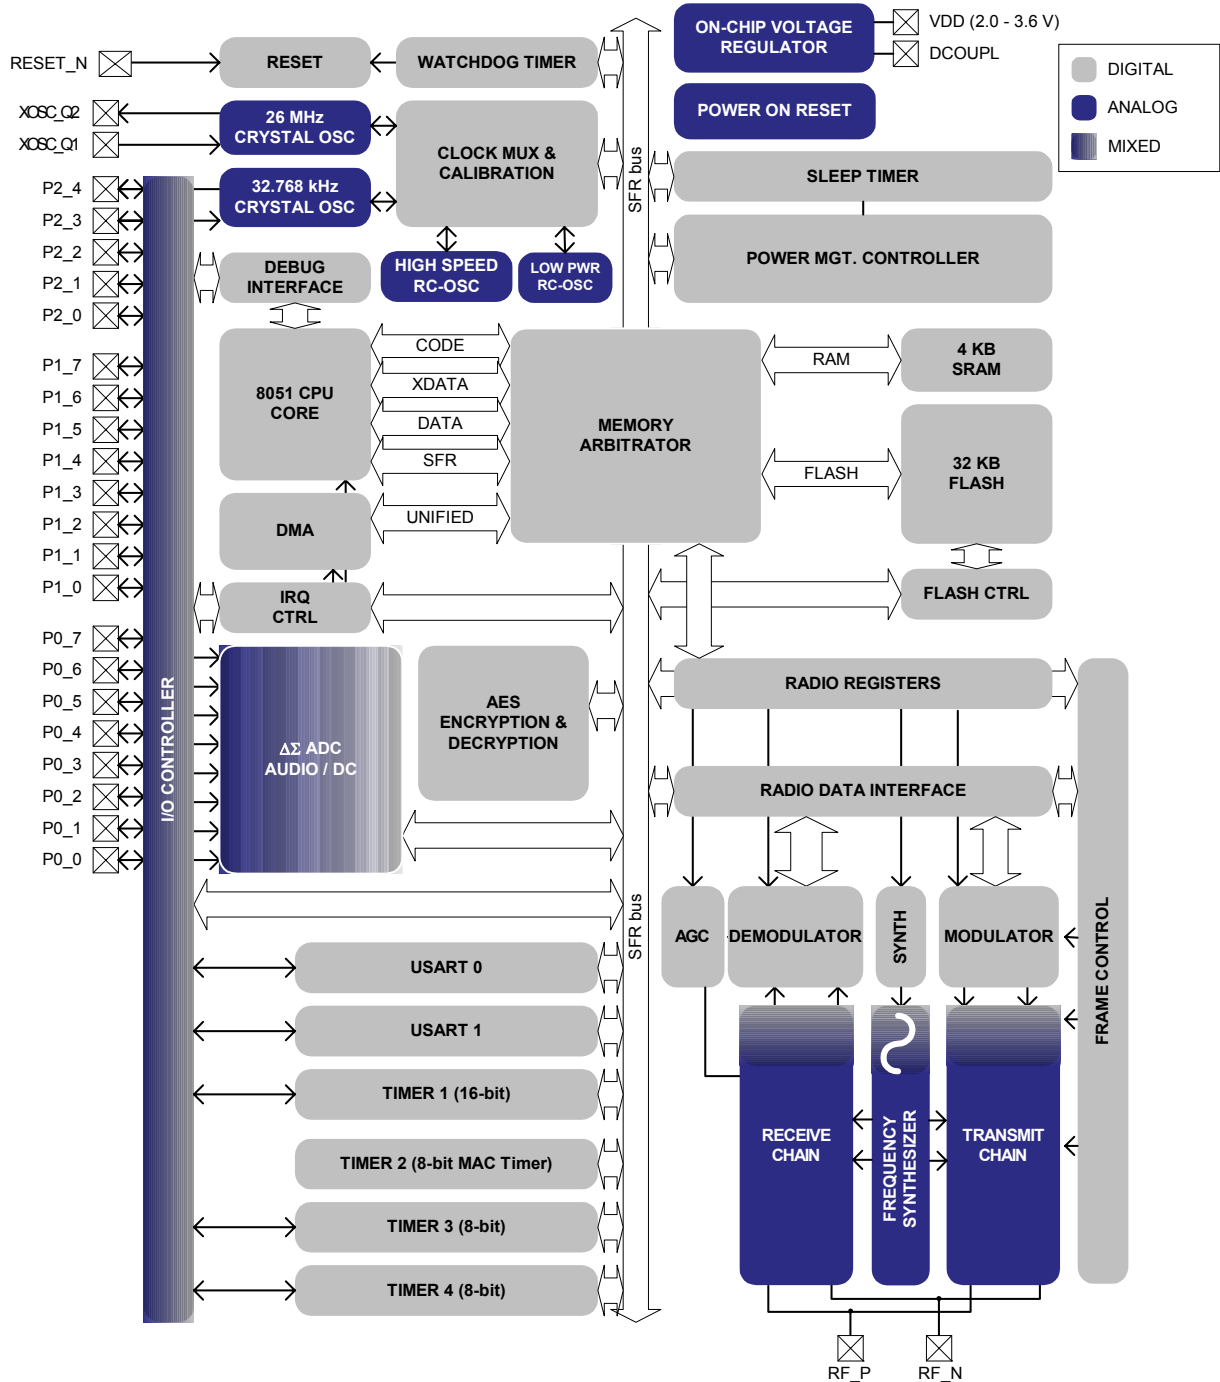 ON-CHIP VOLTAGE
REGULATOR
VDD (2.0 - 3.6 V)
DCOUPL
POWER ON RESET
DIGITAL
ANALOG
MIXED
RESET_N
RESET
WATCHDOG TIMER
XOSC_Q2
XOSC_Q1
26 MHz
CRYSTAL OSC
CLOCK MUX &
CALIBRATION
32.768 kHz
CRYSTAL OSC
HIGH SPEED
RC-OSC
LOW PWR
RC-OSC
SFR bus
SLEEP TIMER
POWER MGT. CONTROLLER
P2_4
P2_3
P2_2
P2_1
P2_0
P1_7
P1_6
P1_5
P1_4
P1_3
P1_2
P1_1
P1_0
P0_7
P0_6
P0_5
P0_4
P0_3
P0_2
P0_1
P0_0
I/O CONTROLLER
DEBUG
INTERFACE
8051 CPU
CORE
CODE
XDATA
DATA
SFR
UNIFIED
MEMORY
ARBITRATOR
RAM
4 KB
SRAM
FLASH
32 KB
FLASH
DMA
IRQ
CTRL
FLASH CTRL
ΔΣ ADC
AUDIO / DC
AES
ENCRYPTION &
DECRYPTION
RADIO REGISTERS
RADIO DATA INTERFACE
SFR bus
AGC
DEMODULATOR
SYNTH
MODULATOR
FRAME CONTROL
USART 0
USART 1
TIMER 1 (16-bit)
TIMER 2 (8-bit MAC Timer)
TIMER 3 (8-bit)
TIMER 4 (8-bit)
RECEIVE
CHAIN
FREQUENCY
SYNTHESIZER
TRANSMIT
CHAIN
RF_P
RF_N